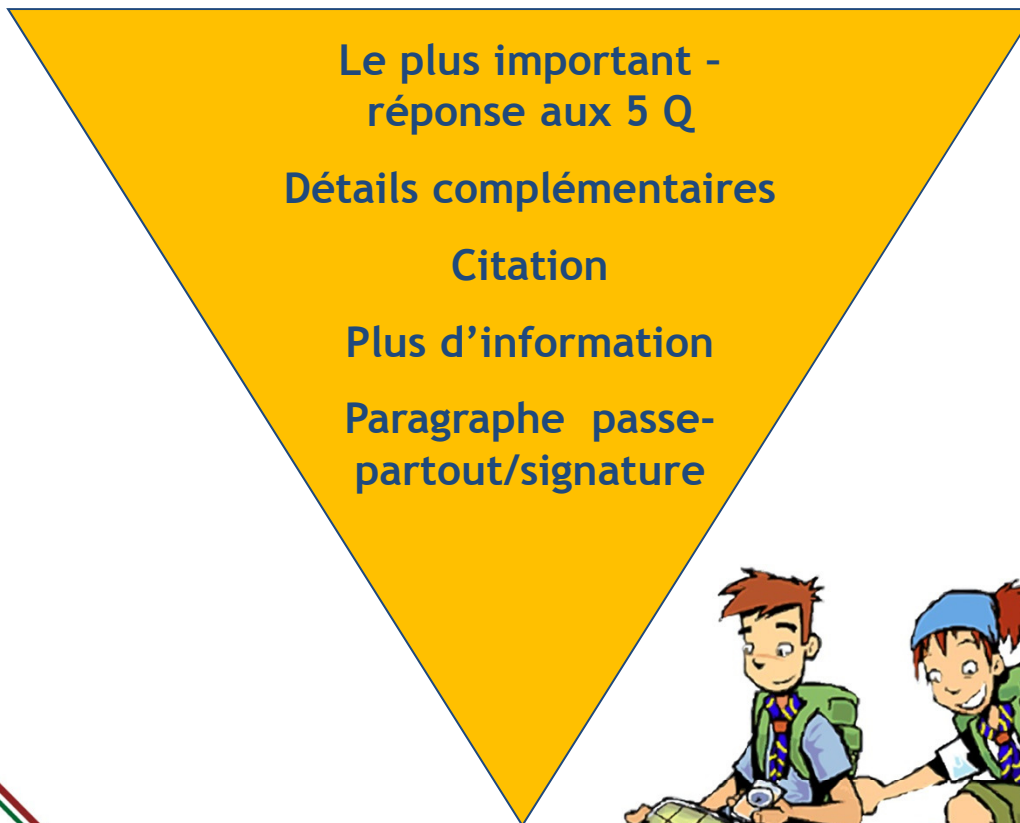 Le plus important –
réponse aux 5 Q
Détails complémentaires
Citation
Plus d’information
Paragraphe passe-
partout/signature